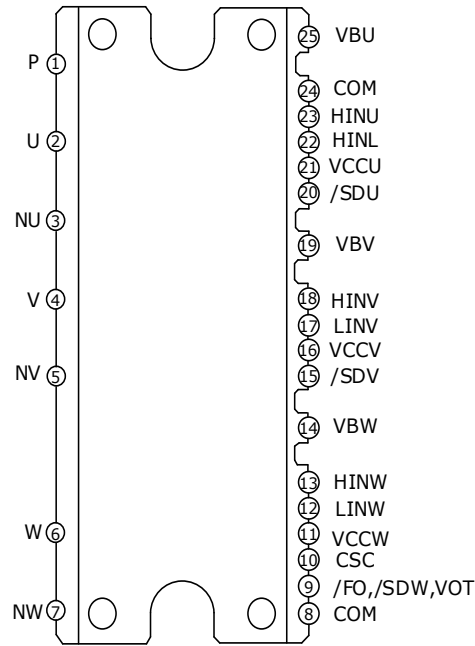 P 1
U 2
NU 3
V 4
NV 5
W 6
NW 7
25 VBU
24 COM
23 HINU
22 HINL
21 VCCU
20 /SDU
19 VBV
18 HINV
17 LINV
16 VCCV
15 /SDV
14 VBW
13 HINW
12 LINW
11 VCCW
10 CSC
9 /FO,/SDW,VOT
8 COM